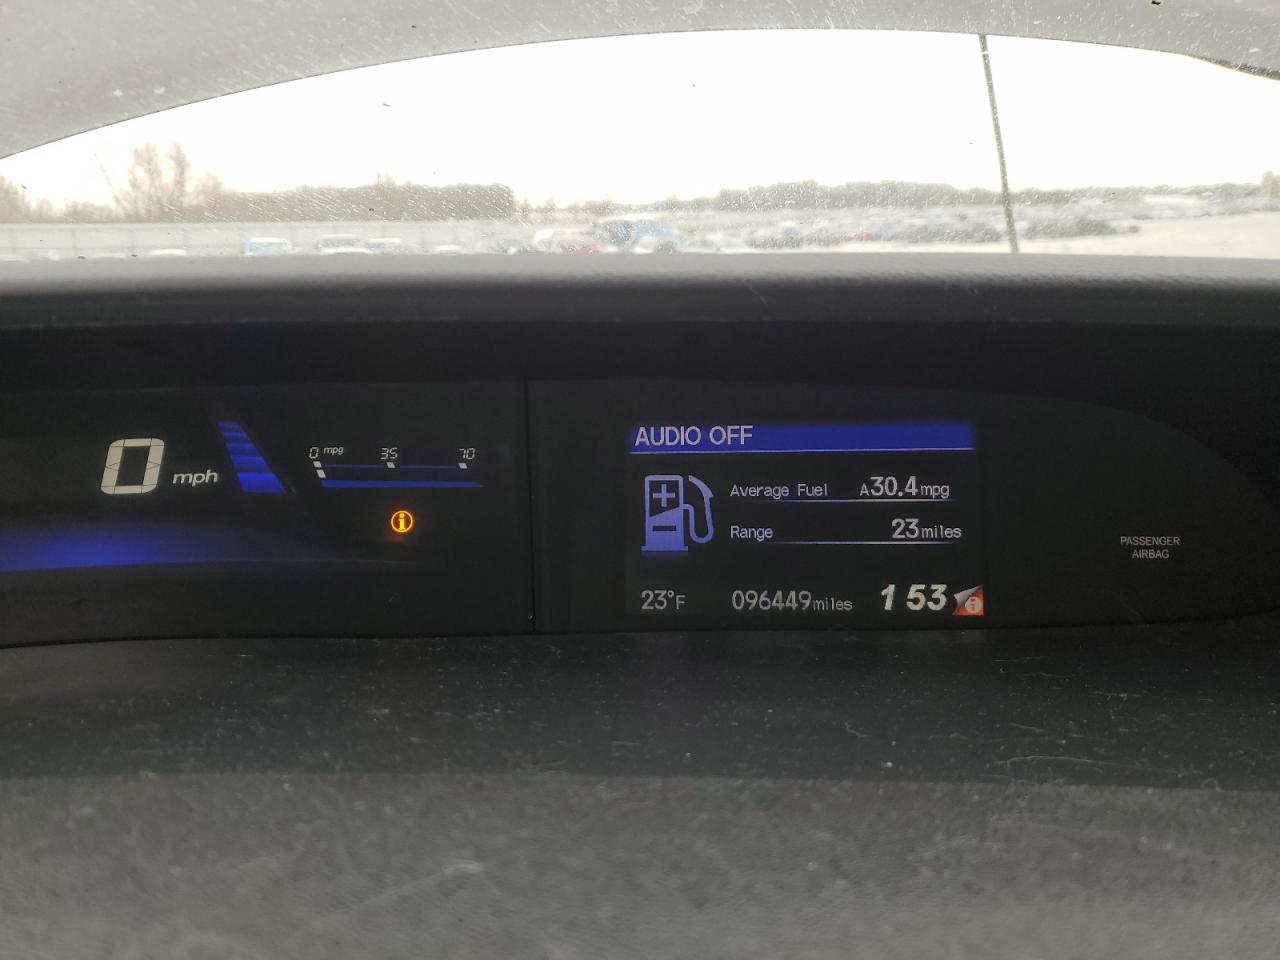 0 mph
0 mpg 35 70
AUDIO OFF
Average Fuel A30.4mpg
Range 23miles
23°F 096449miles 1 53
PASSENGER
AIRBAG